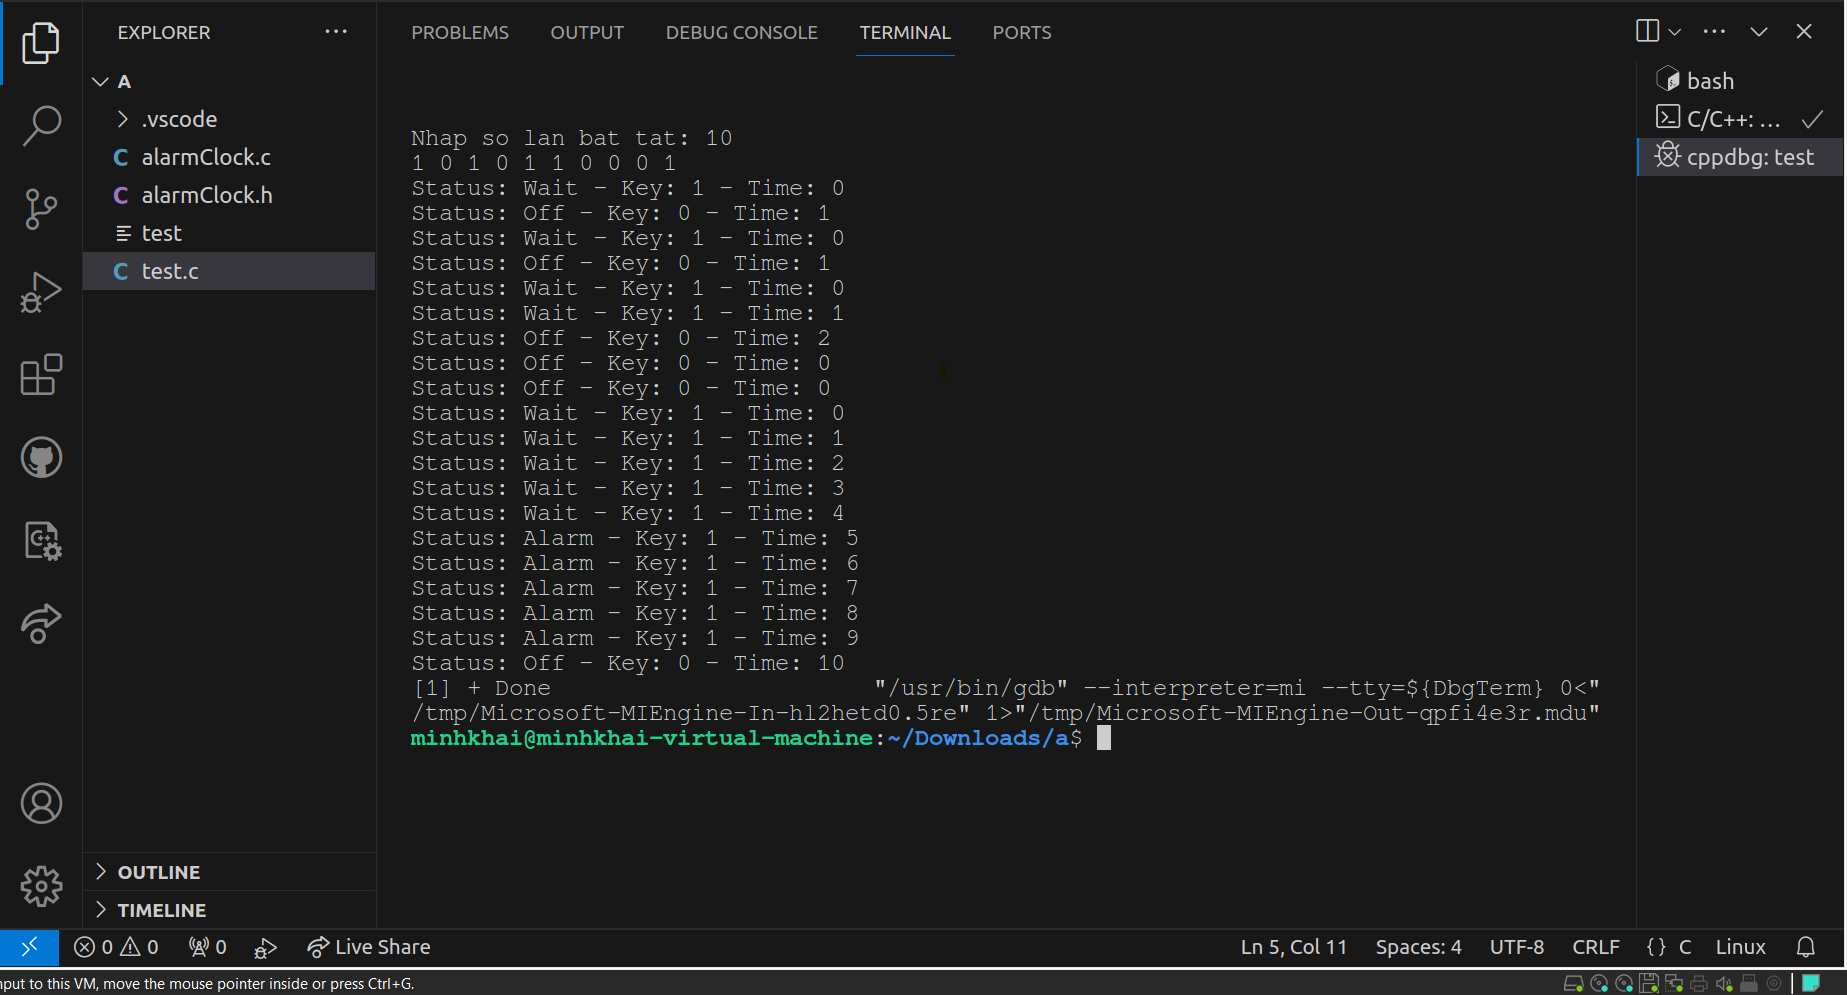 EXPLORER
A
.vscode
alarmClock.c
alarmClock.h
test
test.c
OUTLINE
TIMELINE
PROBLEMS OUTPUT DEBUG CONSOLE TERMINAL PORTS
Nhap so lan bat tat: 10
1 0 1 0 1 1 0 0 0 1
Status: Wait - Key: 1 - Time: 0
Status: Off - Key: 0 - Time: 1
Status: Wait - Key: 1 - Time: 0
Status: Off - Key: 0 - Time: 1
Status: Wait - Key: 1 - Time: 0
Status: Wait - Key: 1 - Time: 1
Status: Off - Key: 0 - Time: 2
Status: Off - Key: 0 - Time: 0
Status: Off - Key: 0 - Time: 0
Status: Wait - Key: 1 - Time: 0
Status: Wait - Key: 1 - Time: 1
Status: Wait - Key: 1 - Time: 2
Status: Wait - Key: 1 - Time: 3
Status: Wait - Key: 1 - Time: 4
Status: Alarm - Key: 1 - Time: 5
Status: Alarm - Key: 1 - Time: 6
Status: Alarm - Key: 1 - Time: 7
Status: Alarm - Key: 1 - Time: 8
Status: Alarm - Key: 1 - Time: 9
Status: Off - Key: 0 - Time: 10
[1] + Done "/usr/bin/gdb" --interpreter=mi --tty=${DbgTerm} 0<"
/tmp/Microsoft-MIEngine-In-hl2hetd0.5re" 1>"/tmp/Microsoft-MIEngine-Out-qpfi4e3r.mdu"
minhkhai@minhkhai-virtual-machine:~/Downloads/a$
bash
C/C++: ...
cppdbg: test
0 0 0 Live Share Ln 5, Col 11 Spaces: 4 UTF-8 CRLF {} C Linux
nput to this VM, move the mouse pointer inside or press Ctrl+G.